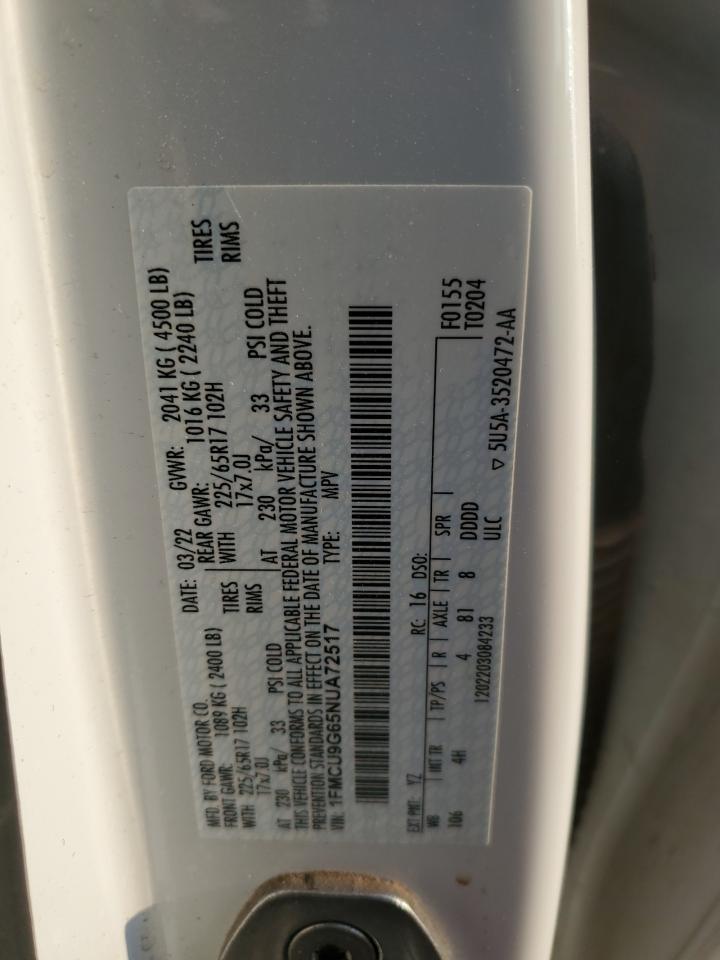 MFD. BY FORD MOTOR CO.
DATE: 03/22 GVWR: 2041 KG ( 4500 LB)
FRONT GAWR: 1089 KG ( 2400 LB)
REAR GAWR: 1016 KG ( 2240 LB)
WITH 225/65R17 102H TIRES
WITH 225/65R17 102H TIRES
17x7.0J RIMS
17x7.0J RIMS
AT 230 kPa/ 33 PSI COLD
AT 230 kPa/ 33 PSI COLD
THIS VEHICLE CONFORMS TO ALL APPLICABLE FEDERAL MOTOR VEHICLE SAFETY AND THEFT
PREVENTION STANDARDS IN EFFECT ON THE DATE OF MANUFACTURE SHOWN ABOVE.
VIN: 1FMCU9G65NUA72517 TYPE: MPV
EXT PNT: YZ RC: 16 DSO:
WB INT TR TP/PS R AXLE TR SPR F0155
106 4H 4 81 8 DDDD T0204
1202203084233 ULC
▽ 5U5A-3520472-AA